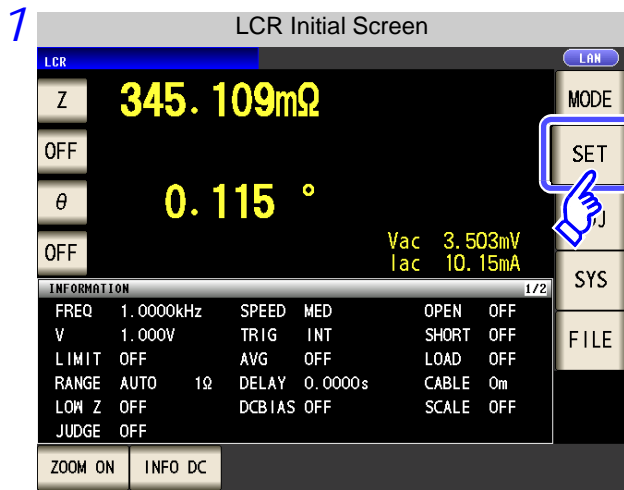 1
LCR Initial Screen
LCR
LAN
Z 345.109mΩ
MODE
OFF
SET
θ 0.115 °
OFF
Vac 3.503mV
Iac 10.15mA
SYS
INFORMATION 1/2
FREQ 1.0000kHz SPEED MED OPEN OFF
V 1.000V TRIG INT SHORT OFF
FILE
LIMIT OFF AVG OFF LOAD OFF
RANGE AUTO 1Ω DELAY 0.0000s CABLE 0m
LOW Z OFF DCBIAS OFF SCALE OFF
JUDGE OFF
ZOOM ON INFO DC